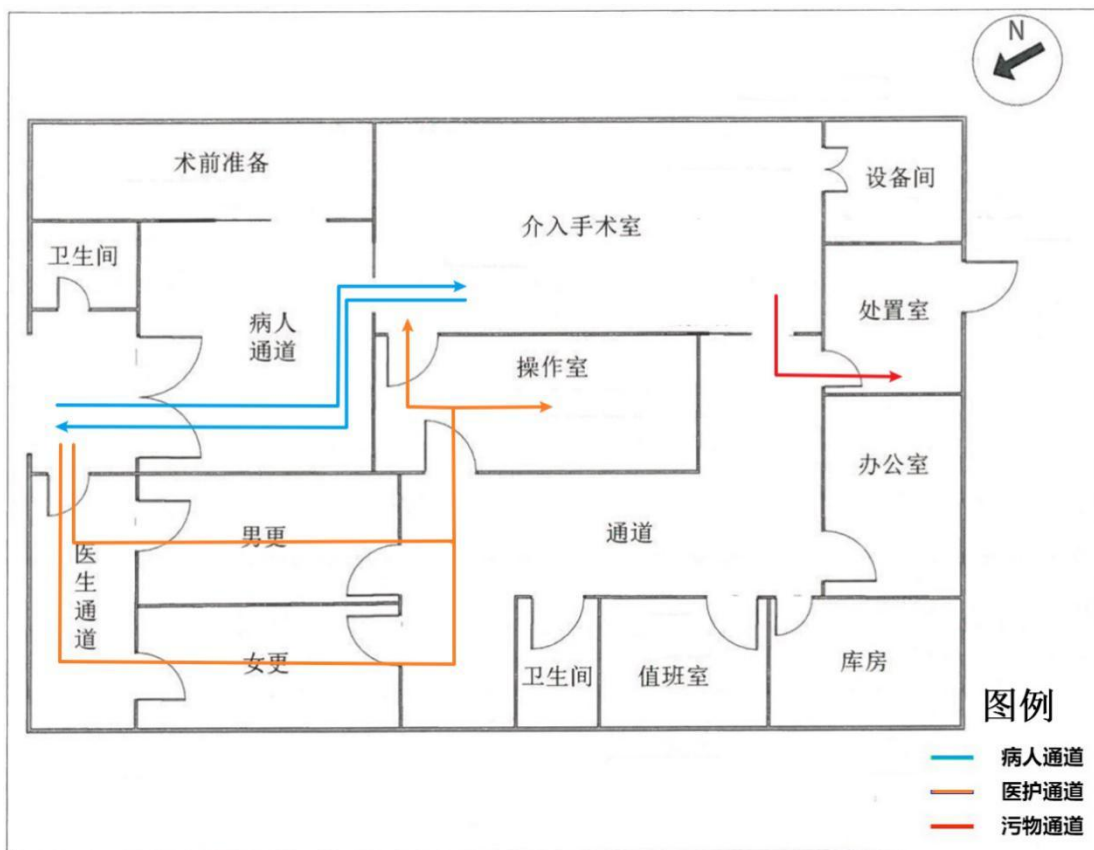 N
术前准备
介入手术室
设备间
卫生间
处置室
病人
通道
操作室
办公室
通道
男更
医生通道
女更
卫生间
值班室
库房
图例
病人通道
医护通道
污物通道